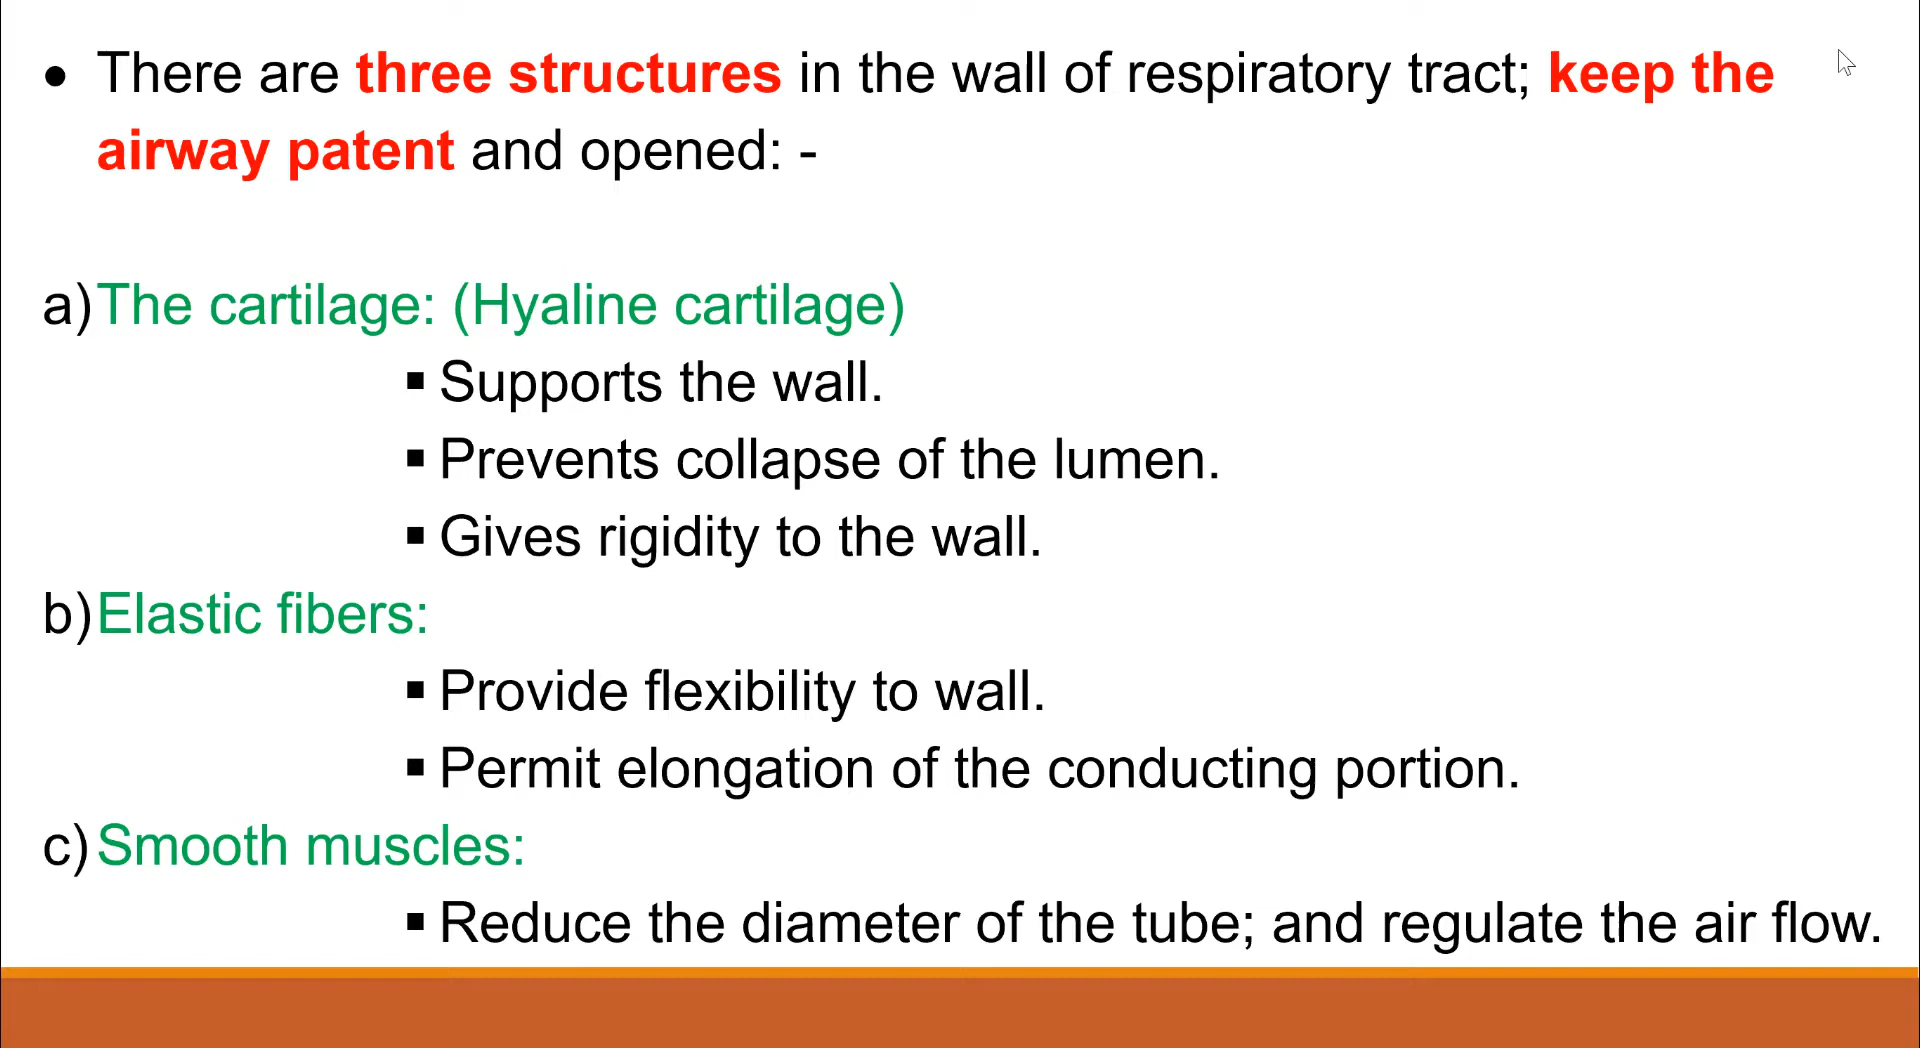 • There are three structures in the wall of respiratory tract; keep the
airway patent and opened: -
a) The cartilage: (Hyaline cartilage)
▪ Supports the wall.
▪ Prevents collapse of the lumen.
▪ Gives rigidity to the wall.
b) Elastic fibers:
▪ Provide flexibility to wall.
▪ Permit elongation of the conducting portion.
c) Smooth muscles:
▪ Reduce the diameter of the tube; and regulate the air flow.